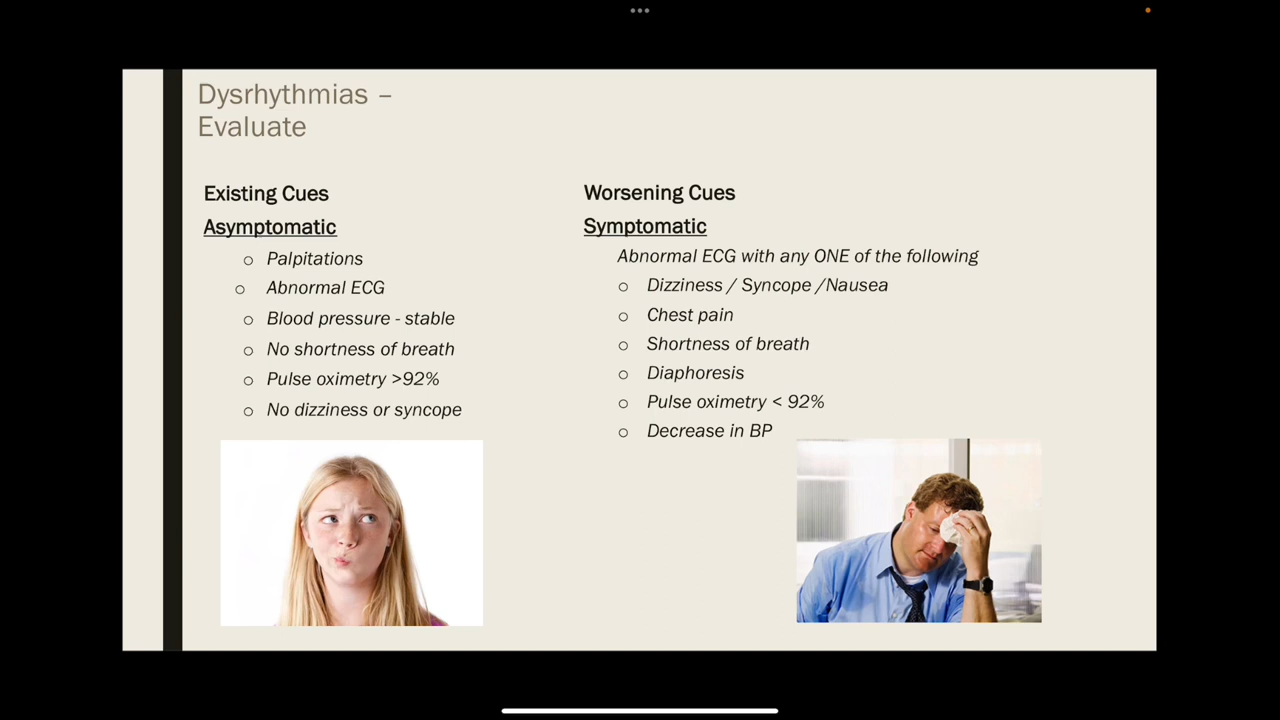 Dysrhythmias –
Evaluate
Existing Cues
Asymptomatic
o Palpitations
o Abnormal ECG
o Blood pressure - stable
o No shortness of breath
o Pulse oximetry >92%
o No dizziness or syncope
Worsening Cues
Symptomatic
Abnormal ECG with any ONE of the following
o Dizziness / Syncope /Nausea
o Chest pain
o Shortness of breath
o Diaphoresis
o Pulse oximetry < 92%
o Decrease in BP